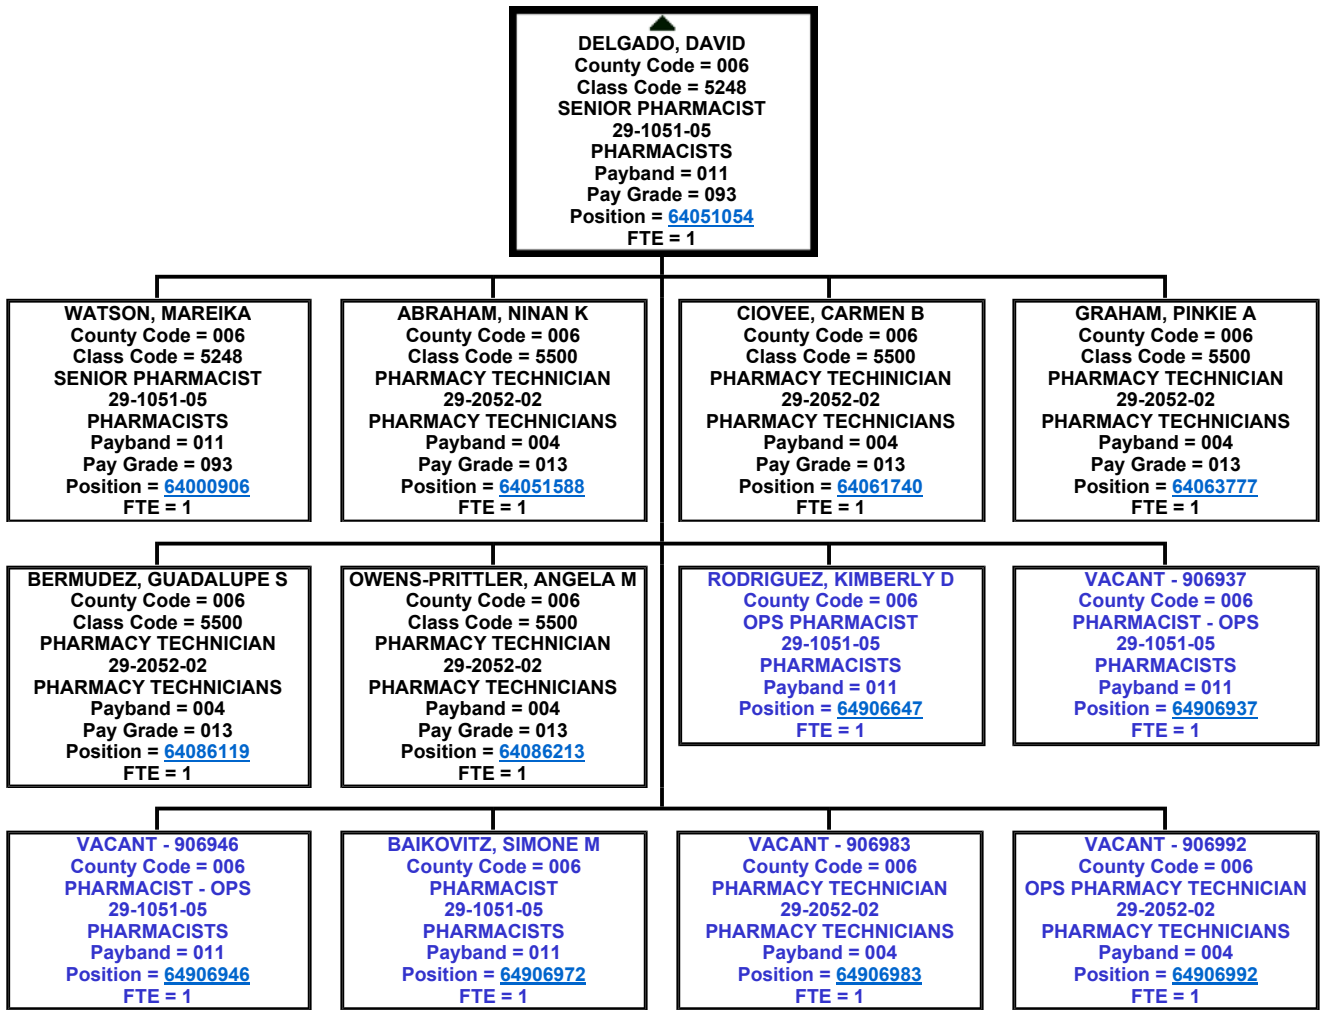 DELGADO, DAVID
County Code = 006
Class Code = 5248
SENIOR PHARMACIST
29-1051-05
PHARMACISTS
Payband = 011
Pay Grade = 093
Position = 64051054
FTE = 1
WATSON, MAREIKA
County Code = 006
Class Code = 5248
SENIOR PHARMACIST
29-1051-05
PHARMACISTS
Payband = 011
Pay Grade = 093
Position = 64000906
FTE = 1
ABRAHAM, NINAN K
County Code = 006
Class Code = 5500
PHARMACY TECHNICIAN
29-2052-02
PHARMACY TECHNICIANS
Payband = 004
Pay Grade = 013
Position = 64051588
FTE = 1
CIOVEE, CARMEN B
County Code = 006
Class Code = 5500
PHARMACY TECHINICIAN
29-2052-02
PHARMACY TECHNICIANS
Payband = 004
Pay Grade = 013
Position = 64061740
FTE = 1
GRAHAM, PINKIE A
County Code = 006
Class Code = 5500
PHARMACY TECHNICIAN
29-2052-02
PHARMACY TECHNICIANS
Payband = 004
Pay Grade = 013
Position = 64063777
FTE = 1
BERMUDEZ, GUADALUPE S
County Code = 006
Class Code = 5500
PHARMACY TECHNICIAN
29-2052-02
PHARMACY TECHNICIANS
Payband = 004
Pay Grade = 013
Position = 64086119
FTE = 1
OWENS-PRITTLER, ANGELA M
County Code = 006
Class Code = 5500
PHARMACY TECHNICIAN
29-2052-02
PHARMACY TECHNICIANS
Payband = 004
Pay Grade = 013
Position = 64086213
FTE = 1
RODRIGUEZ, KIMBERLY D
County Code = 006
OPS PHARMACIST
29-1051-05
PHARMACISTS
Payband = 011
Position = 64906647
FTE = 1
VACANT - 906937
County Code = 006
PHARMACIST - OPS
29-1051-05
PHARMACISTS
Payband = 011
Position = 64906937
FTE = 1
VACANT - 906946
County Code = 006
PHARMACIST - OPS
29-1051-05
PHARMACISTS
Payband = 011
Position = 64906946
FTE = 1
BAIKOVITZ, SIMONE M
County Code = 006
PHARMACIST
29-1051-05
PHARMACISTS
Payband = 011
Position = 64906972
FTE = 1
VACANT - 906983
County Code = 006
PHARMACY TECHNICIAN
29-2052-02
PHARMACY TECHNICIANS
Payband = 004
Position = 64906983
FTE = 1
VACANT - 906992
County Code = 006
OPS PHARMACY TECHNICIAN
29-2052-02
PHARMACY TECHNICIANS
Payband = 004
Position = 64906992
FTE = 1